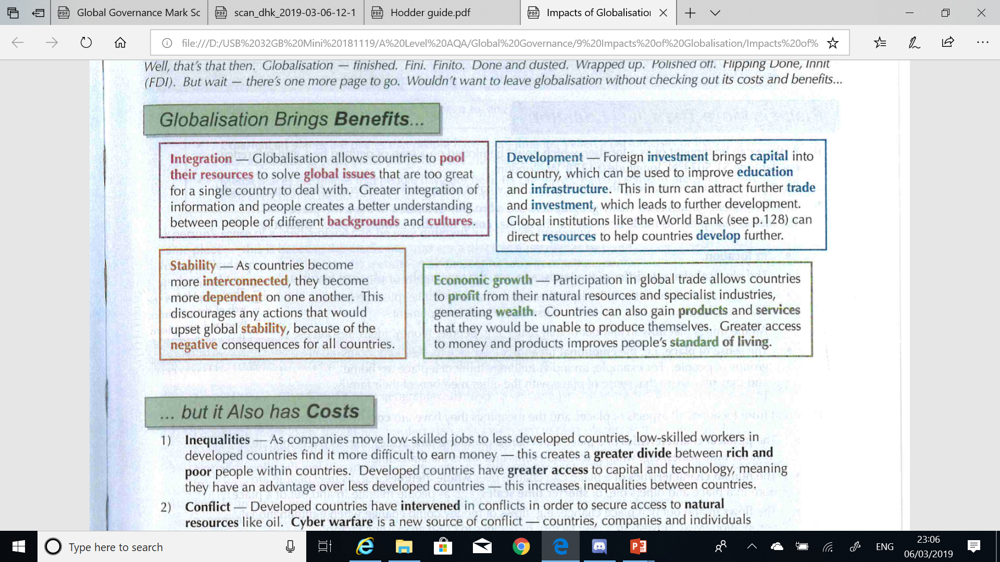 Global Governance Mark Sc
scan_dhk_2019-03-06-12-1
Hodder guide.pdf
Impacts of Globalisation
file:///D:/USB%2032GB%20Mini%20181119/A%20Level%20AQA/Global%20Governance/9%20Impacts%20of%20Globalisation/Impacts%20of%
Well, that's that then. Globalisation — finished. Fini. Finito. Done and dusted. Wrapped up. Polished off. Flipping Done, Innit
(FDI). But wait — there's one more page to go. Wouldn't want to leave globalisation without checking out its costs and benefits...
Globalisation Brings Benefits...
Integration — Globalisation allows countries to pool
their resources to solve global issues that are too great
for a single country to deal with. Greater integration of
information and people creates a better understanding
between people of different backgrounds and cultures.
Development — Foreign investment brings capital into
a country, which can be used to improve education
and infrastructure. This in turn can attract further trade
and investment, which leads to further development.
Global institutions like the World Bank (see p.128) can
direct resources to help countries develop further.
Stability — As countries become
more interconnected, they become
more dependent on one another. This
discourages any actions that would
upset global stability, because of the
negative consequences for all countries.
Economic growth — Participation in global trade allows countries
to profit from their natural resources and specialist industries,
generating wealth. Countries can also gain products and services
that they would be unable to produce themselves. Greater access
to money and products improves people's standard of living.
... but it Also has Costs
1) Inequalities — As companies move low-skilled jobs to less developed countries, low-skilled workers in
developed countries find it more difficult to earn money — this creates a greater divide between rich and
poor people within countries. Developed countries have greater access to capital and technology, meaning
they have an advantage over less developed countries — this increases inequalities between countries.
2) Conflict — Developed countries have intervened in conflicts in order to secure access to natural
resources like oil. Cyber warfare is a new source of conflict — countries, companies and individuals
Type here to search
ENG
23:06
06/03/2019